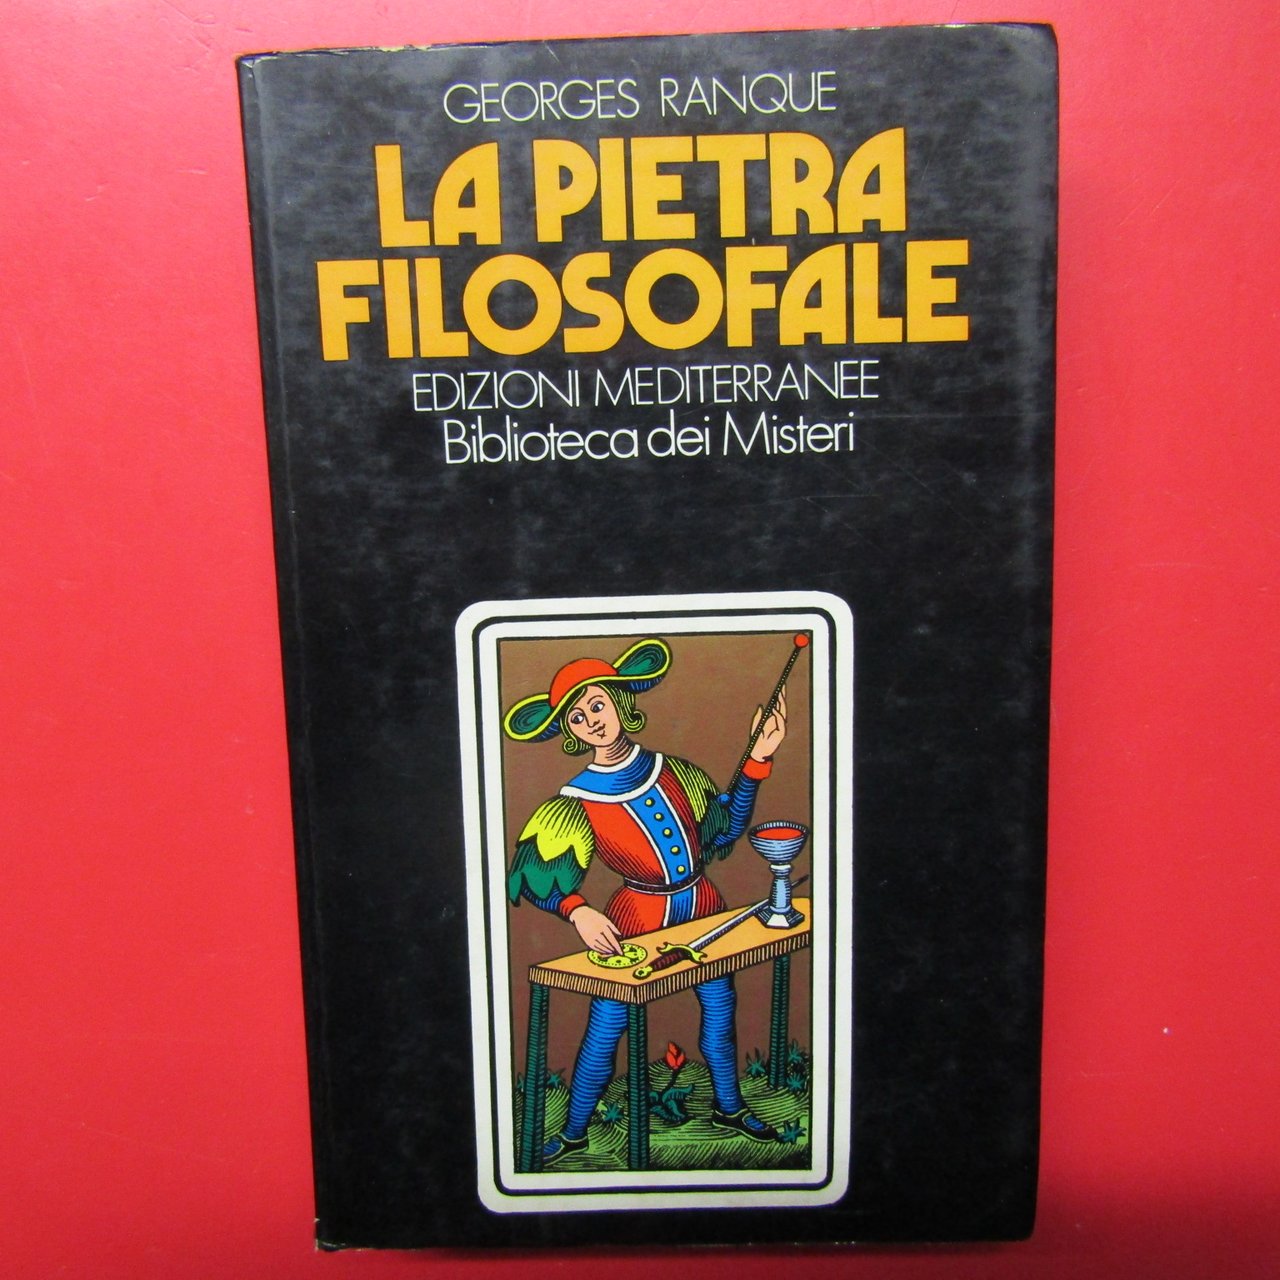 GEORGES RANQUE
LA PIETRA
FILOSOFALE
EDIZIONI MEDITERRANEE
Biblioteca dei Misteri